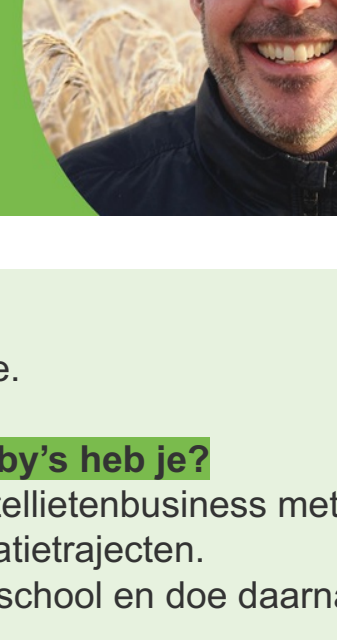 e.
by's heb je?
tellietenbusiness met
atietrajecten.
school en doe daarna